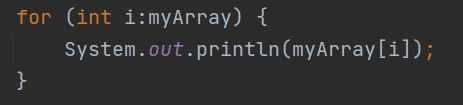 for (int i:myArray) {
    System.out.println(myArray[i]);
}